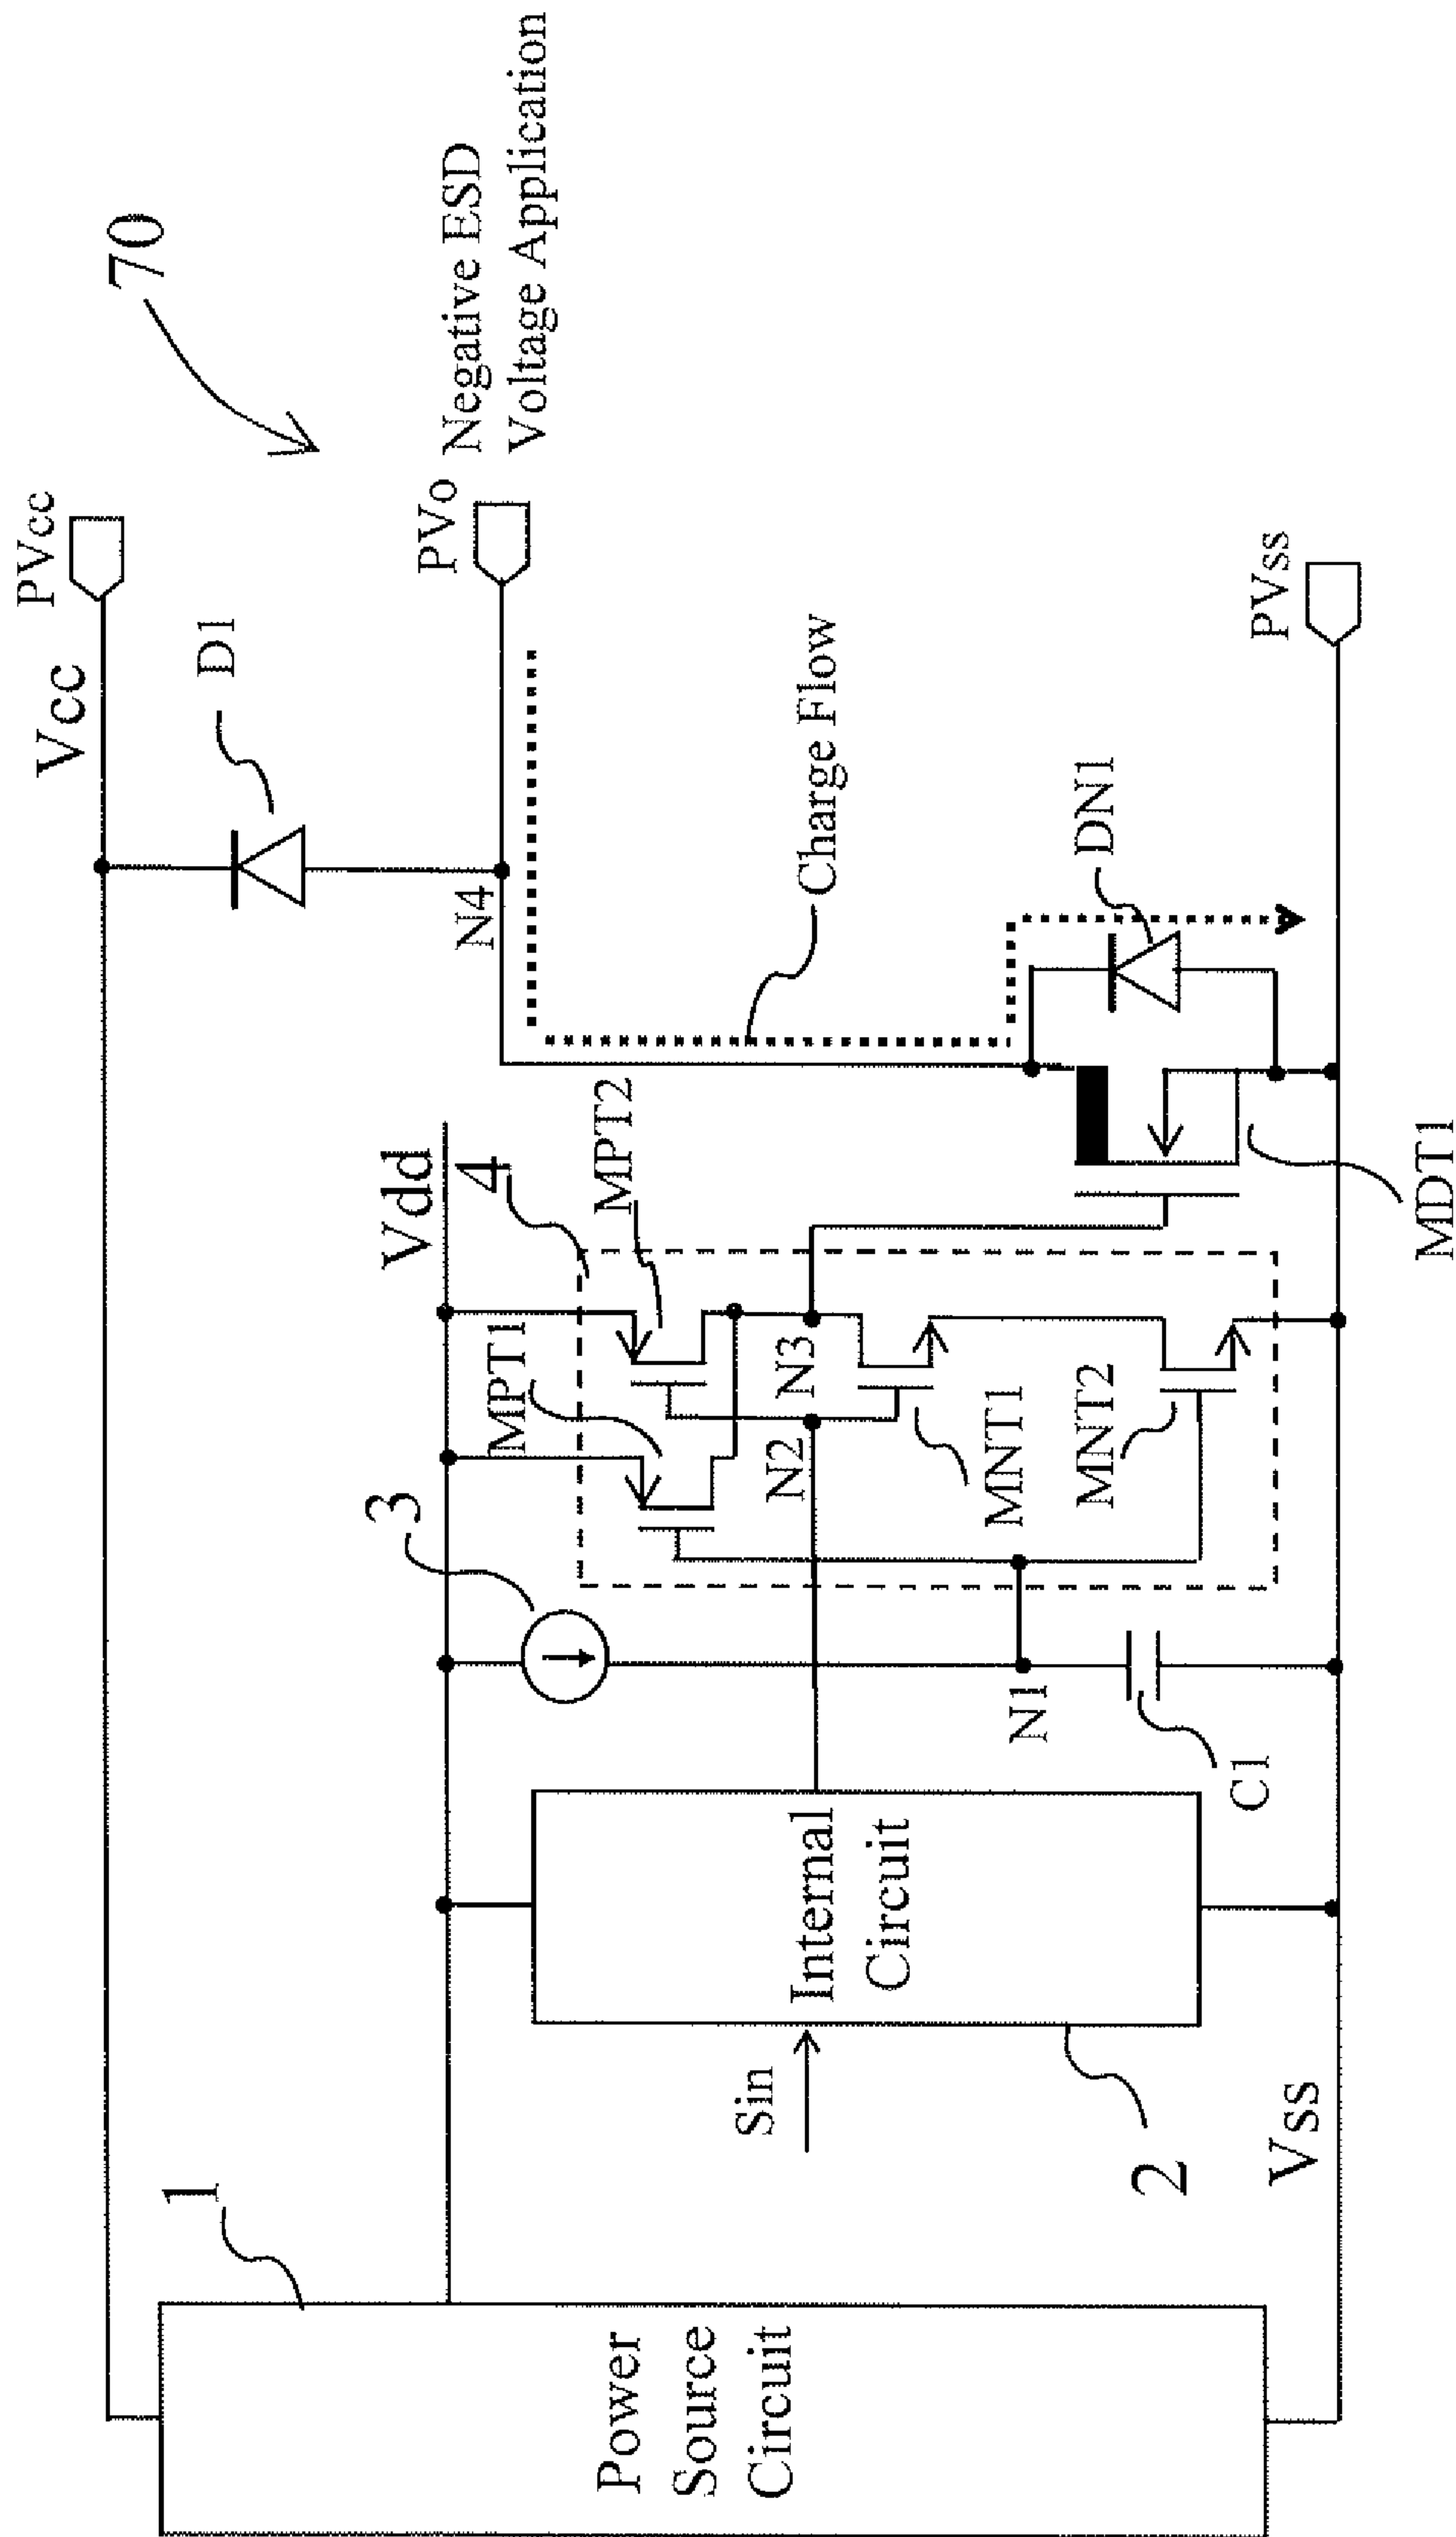 1
Power
Source
Circuit
Vcc
PVcc
D1
70
Vdd
PVo
Negative ESD
Voltage Application
N4
3
4
MPT1
MPT2
Charge Flow
Sin
Internal
Circuit
2
N2
N3
N1
C1
MNT1
MNT2
DN1
MDT1
Vss
PVss